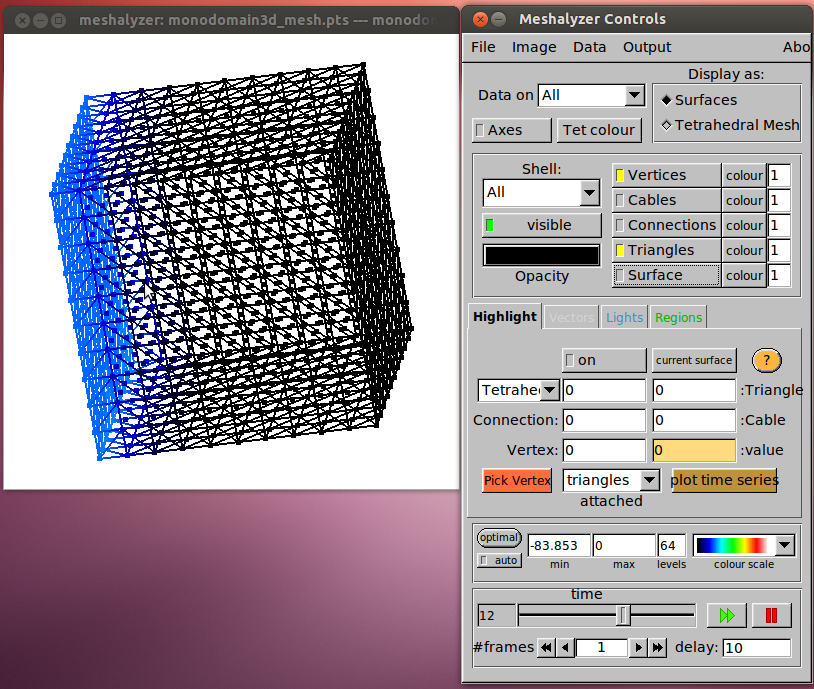 meshalyzer: monodomain3d_mesh.pts --- monodo
Meshalyzer Controls
File Image Data Output Abo
Display as:
Data on All
Surfaces
Axes Tet colour
Tetrahedral Mesh
Shell:
All
visible
Opacity
Vertices colour 1
Cables colour 1
Connections colour 1
Triangles colour 1
Surface colour 1
Highlight Vectors Lights Regions
on current surface ?
Tetrahe 0 0 :Triangle
Connection: 0 0 :Cable
Vertex: 0 0 :value
Pick Vertex triangles plot time series
attached
optimal -83.853 0 64
auto min max levels colour scale
time
12
#frames 1 delay: 10